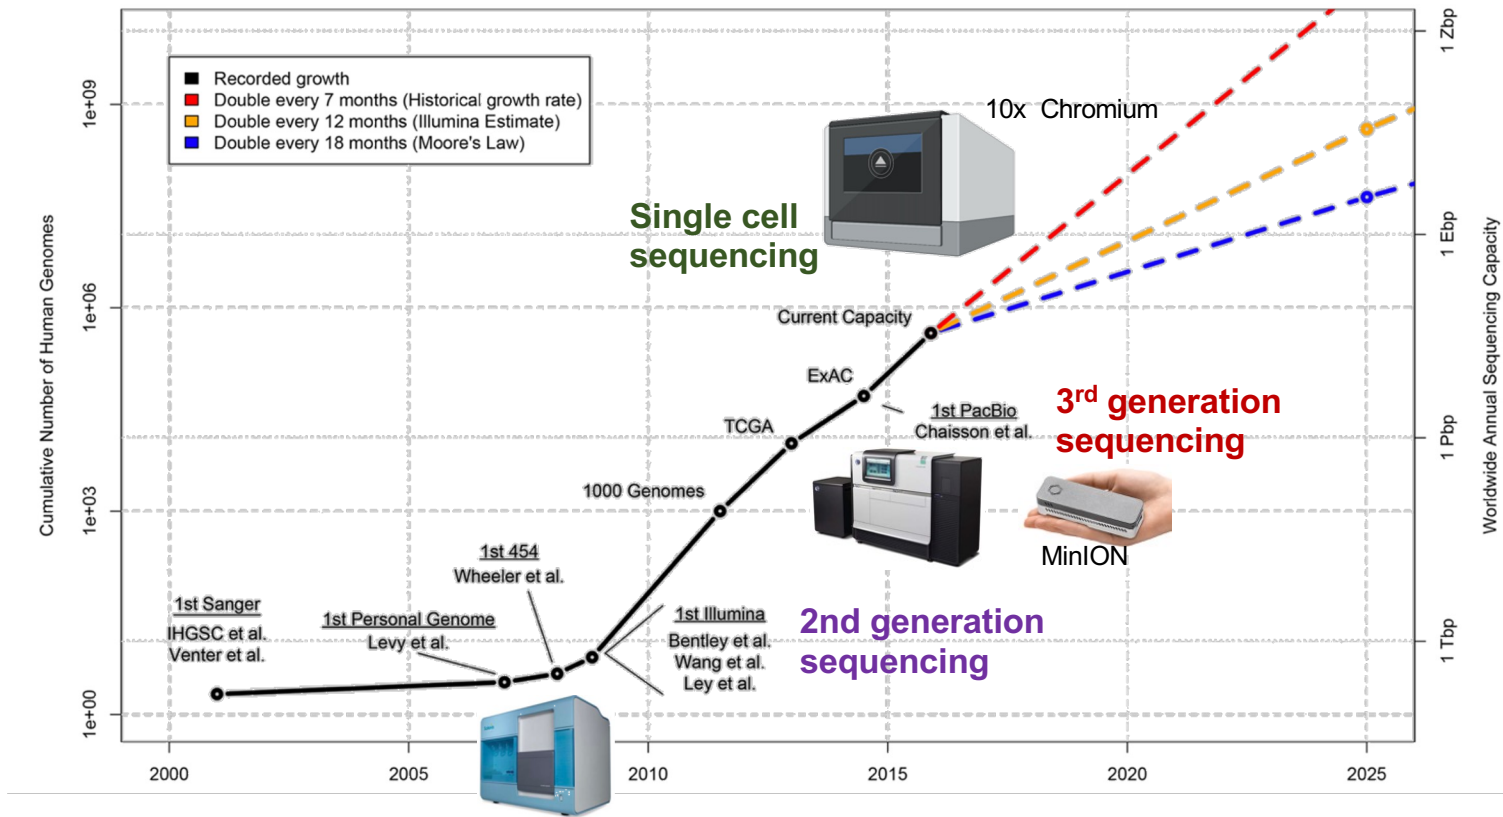 Recorded growth
Double every 7 months (Historical growth rate)
Double every 12 months (Illumina Estimate)
Double every 18 months (Moore's Law)
Cumulative Number of Human Genomes
1e+09
1e+06
1e+03
1e+00
1 Zbp
1 Ebp
1 Pbp
1 Tbp
Worldwide Annual Sequencing Capacity
10x Chromium
Single cell
sequencing
Current Capacity
ExAC
1st PacBio
Chaisson et al.
3rd generation
sequencing
TCGA
MinION
1000 Genomes
1st 454
Wheeler et al.
1st Sanger
IHGSC et al.
Venter et al.
1st Personal Genome
Levy et al.
1st Illumina
Bentley et al.
Wang et al.
Ley et al.
2nd generation
sequencing
2000
2005
2010
2015
2020
2025